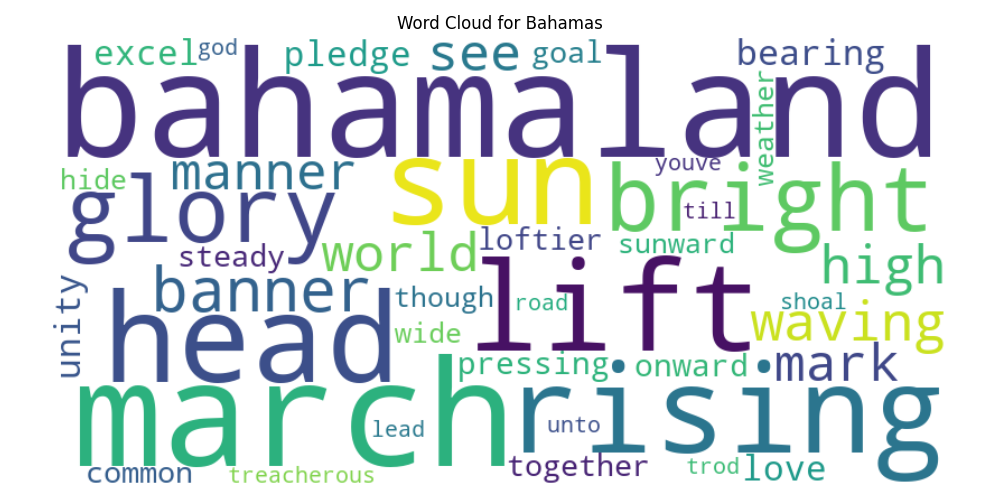 Word Cloud for Bahamas
excel god pledge see goal bearing
bahamaland
weather
hide manner sun youve bright
glory till
steady world loftier sunward high
unity banner though road lift shoal waving
head wide
pressing onward mark
march rising
lead unto
common treacherous together trod love